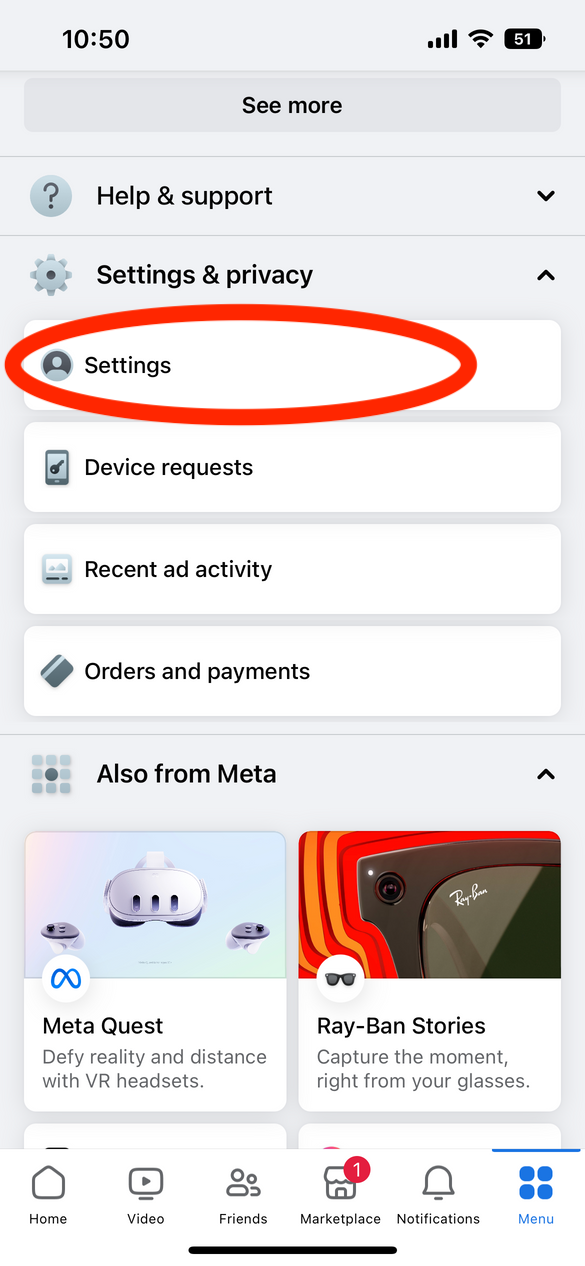 10:50
51
See more
Help & support
Settings & privacy
Settings
Device requests
Recent ad activity
Orders and payments
Also from Meta
Ray-Ban
Meta Quest
Defy reality and distance
with VR headsets.
Ray-Ban Stories
Capture the moment,
right from your glasses.
1
Home
Video
Friends
Marketplace
Notifications
Menu